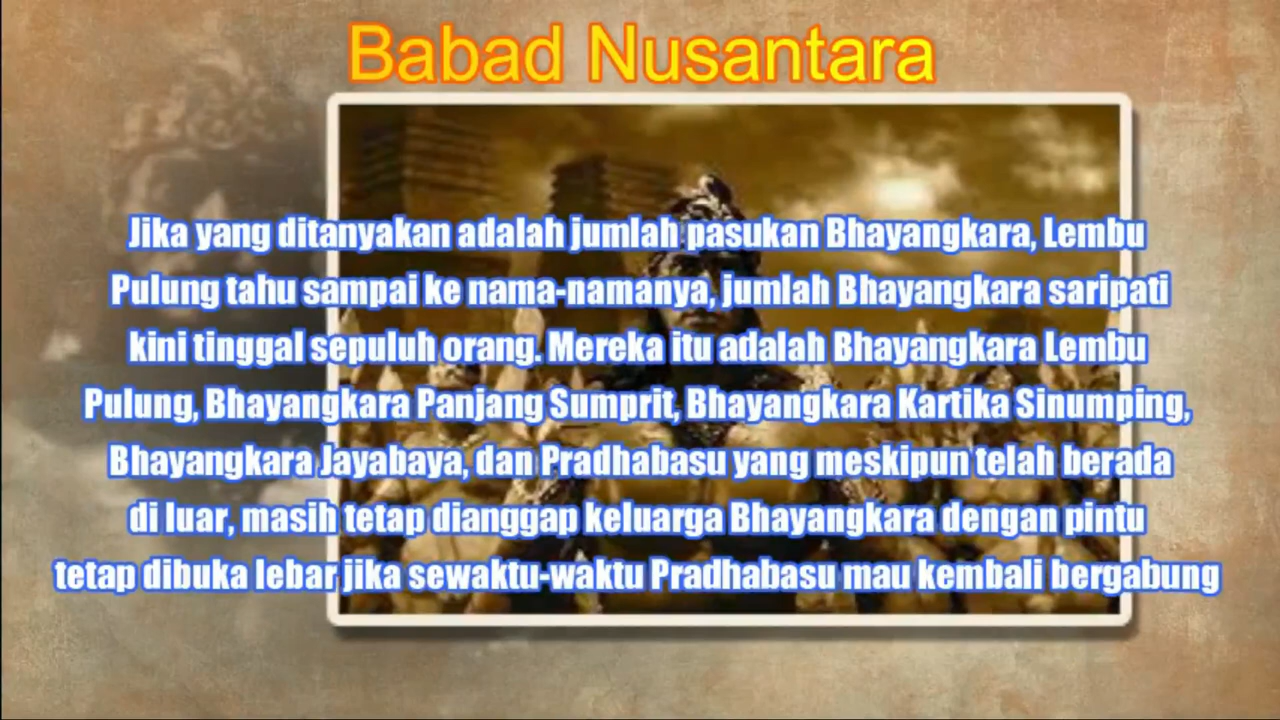 Babad Nusantara
Jika yang ditanyakan adalah jumlah pasukan Bhayangkara, Lembu
Pulung tahu sampai ke nama-namanya, jumlah Bhayangkara saripati
kini tinggal sepuluh orang. Mereka itu adalah Bhayangkara Lembu
Pulung, Bhayangkara Panjang Sumprit, Bhayangkara Kartika Sinumping,
Bhayangkara Jayabaya, dan Pradhabasu yang meskipun telah berada
di luar, masih tetap dianggap keluarga Bhayangkara dengan pintu
tetap dibuka lebar jika sewaktu-waktu Pradhabasu mau kembali bergabung